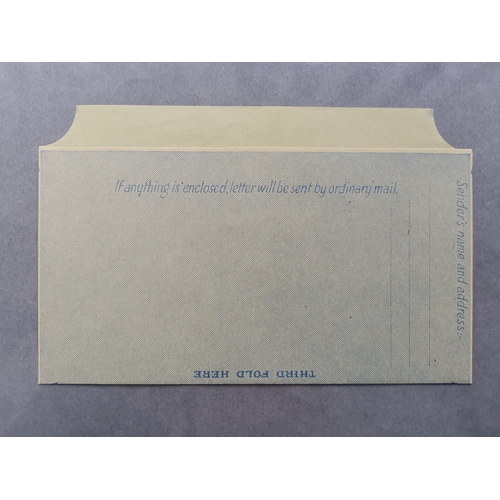 If anything is enclosed, letter will be sent by ordinary mail.
Sender's name and address:-
THIRD FOLD HERE